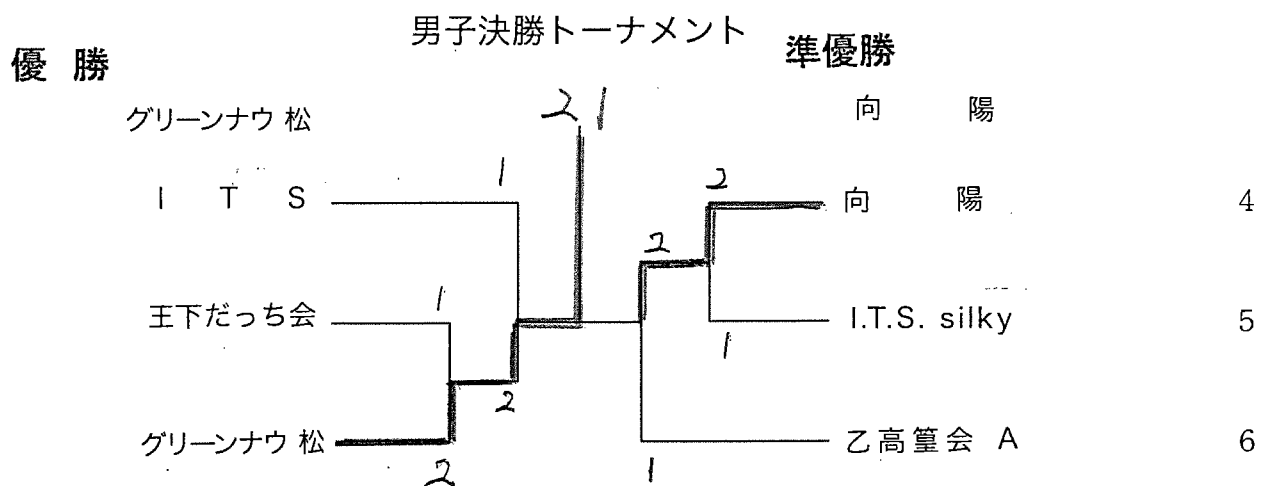 男子決勝トーナメント
優勝 準優勝
グリーンナウ 松 2 1 向 陽
I T S 1 2 向 陽 4
2
王下だっち会 1 I.T.S. silky 5
1
2
グリーンナウ 松 乙高篁会 A 6
2 1